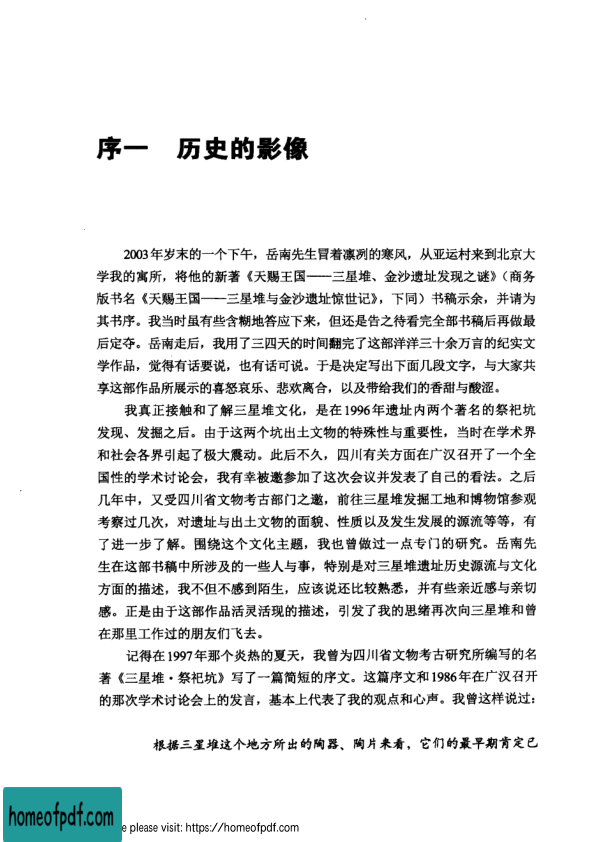 序一 历史的影像
2003年岁末的一个下午，岳南先生冒着凛冽的寒风，从亚运村来到北京大
学我的寓所，将他的新著《天赐王国——三星堆、金沙遗址发现之谜》（商务
版书名《天赐王国——三星堆与金沙遗址惊世记》，下同）书稿示余，并请为
其书序。我当时虽有些含糊地答应下来，但还是告之待看完全部书稿后再做最
后定夺。岳南走后，我用了三四天的时间翻完了这部洋洋三十余万言的纪实文
学作品，觉得有话要说，也有话可说。于是决定写出下面几段文字，与大家共
享这部作品所展示的喜怒哀乐、悲欢离合，以及带给我们的香甜与酸涩。
我真正接触和了解三星堆文化，是在1996年遗址内两个著名的祭祀坑
发现、发掘之后。由于这两个坑出土文物的特殊性与重要性，当时在学术界
和社会各界引起了极大震动。此后不久，四川有关方面在广汉召开了一个全
国性的学术讨论会，我有幸被邀参加了这次会议并发表了自己的看法。之后
几年中，又受四川省文物考古部门之邀，前往三星堆发掘工地和博物馆参观
考察过几次，对遗址与出土文物的面貌、性质以及发生发展的源流等等，有
了进一步了解。围绕这个文化主题，我也曾做过一点专门的研究。岳南先
生在这部书稿中所涉及的一些人与事，特别是对三星堆遗址历史源流与文化
方面的描述，我不但不感到陌生，应该说还比较熟悉，并有些亲近感与亲切
感。正是由于这部作品活灵活现的描述，引发了我的思绪再次向三星堆和曾
在那里工作过的朋友们飞去。
记得在1997年那个炎热的夏天，我曾为四川省文物考古研究所编写的名
著《三星堆·祭祀坑》写了一篇简短的序文。这篇序文和1986年在广汉召开
的那次学术讨论会上的发言，基本上代表了我的观点和心声。我曾这样说过：
根据三星堆这个地方所出的陶器、陶片来看，它们的最早期肯定已
homeofpdf.com
e please visit: https://homeofpdf.com